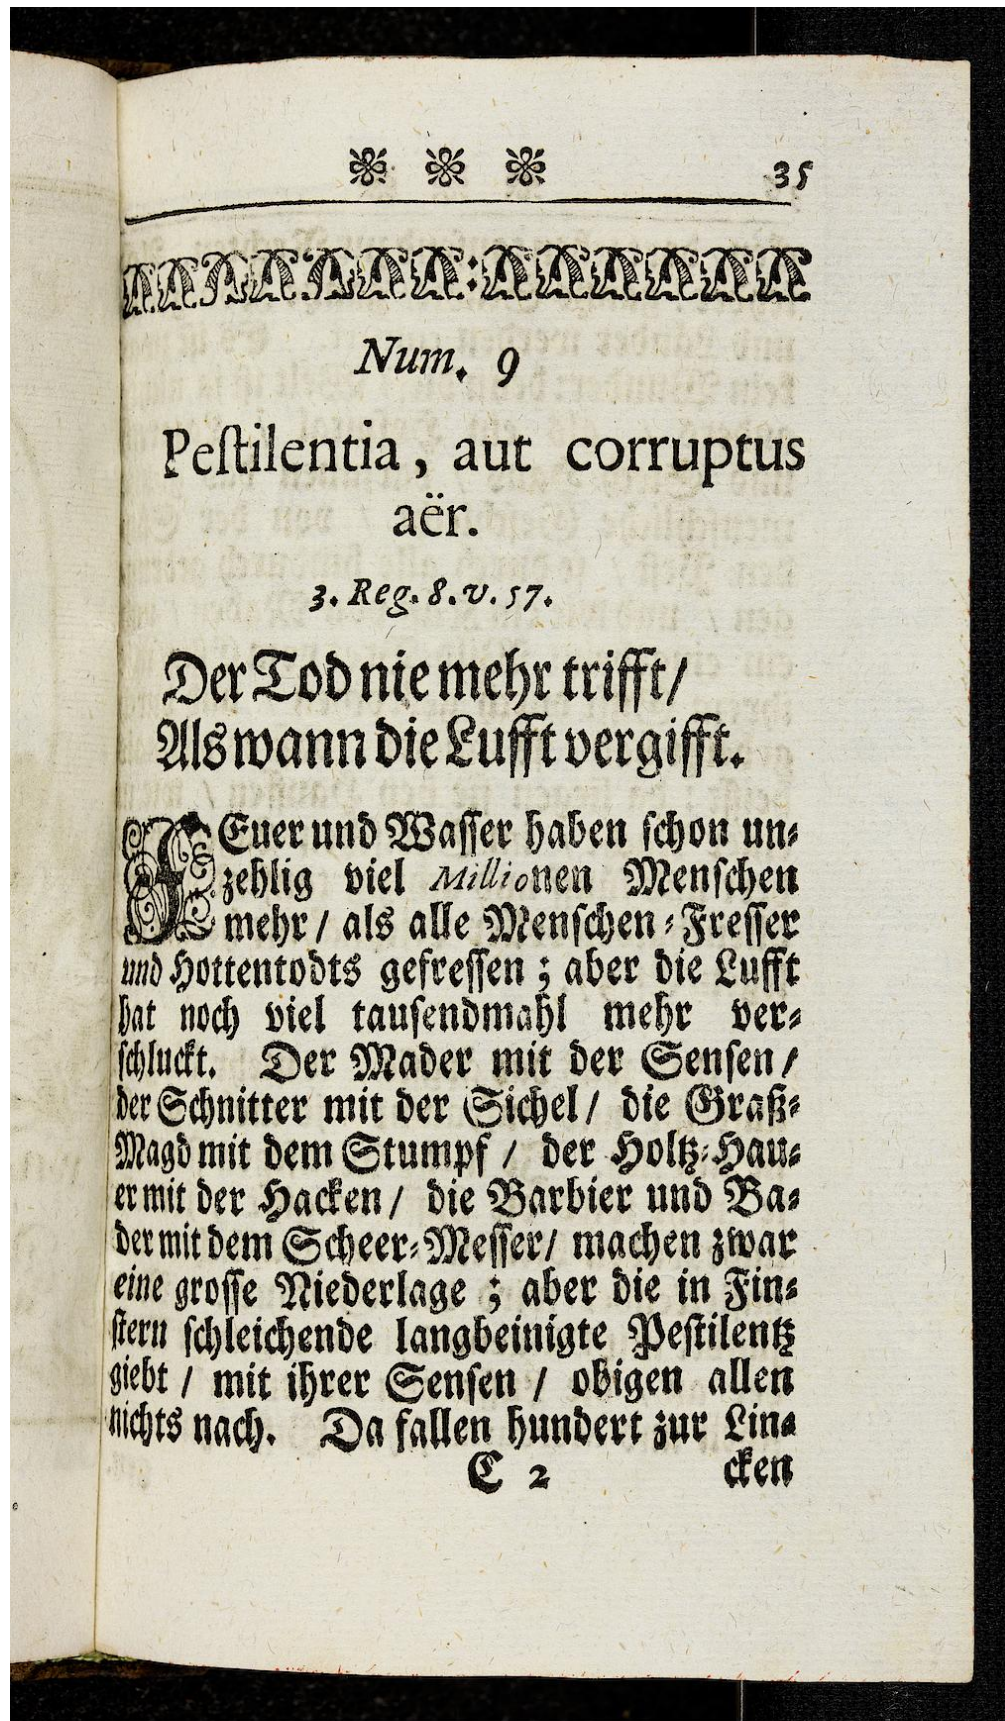 35
Num. 9
Peſtilentia, aut corruptus
aër.
3. Reg. 8. v. 57.
Der Tod nie mehr trifft/
Als wann die Lufft vergifft.
FEuer und Waſſer haben ſchon un⸗
zehlig viel Millionen Menſchen
mehr / als alle Menſchen⸗Freſſer
und Hottentodts gefreſſen ; aber die Lufft
hat noch viel tauſendmahl mehr ver⸗
ſchluckt. Der Mader mit der Senſen /
der Schnitter mit der Sichel / die Graß⸗
Magd mit dem Stumpf / der Holtz⸗Hau⸗
er mit der Hacken / die Barbier und Ba⸗
der mit dem Scheer⸗Meſſer / machen zwar
eine groſſe Niederlage ; aber die in Fin⸗
ſtern ſchleichende langbeinigte Peſtilentz
giebt / mit ihrer Senſen / obigen allen
nichts nach. Da fallen hundert zur Lin⸗
C 2 cken